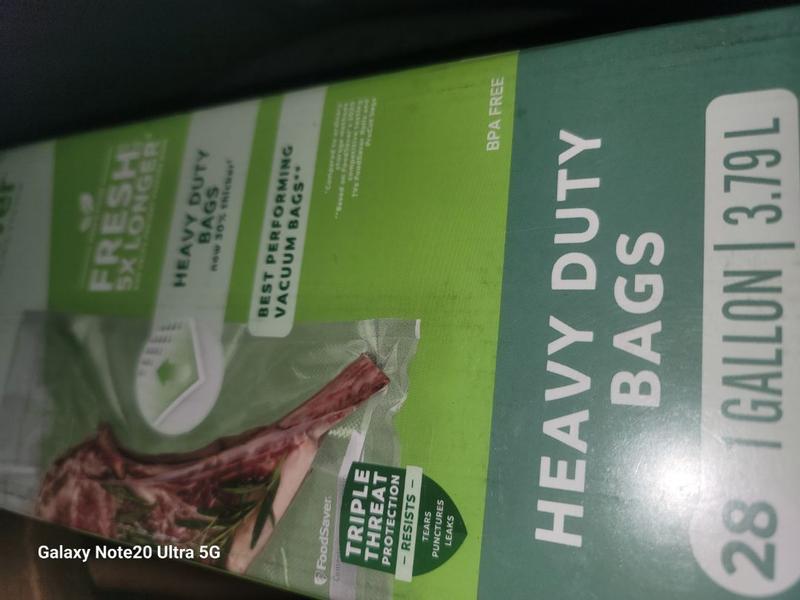 FRESH
5X LONGER*
HEAVY DUTY
BAGS
now 30% thicker†
BEST PERFORMING
VACUUM BAGS**
BPA FREE
FoodSaver.
TRIPLE
THREAT
PROTECTION
– RESISTS –
TEARS
PUNCTURES
LEAKS
HEAVY DUTY
BAGS
28
1 GALLON | 3.79 L
Galaxy Note20 Ultra 5G